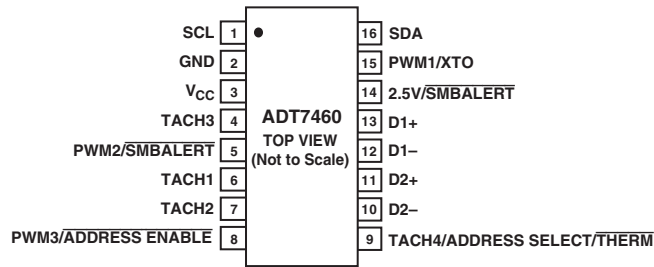 SCL 1
GND 2
VCC 3
TACH3 4
PWM2/SMBALERT 5
TACH1 6
TACH2 7
PWM3/ADDRESS ENABLE 8
ADT7460
TOP VIEW
(Not to Scale)
16 SDA
15 PWM1/XTO
14 2.5V/SMBALERT
13 D1+
12 D1–
11 D2+
10 D2–
9 TACH4/ADDRESS SELECT/THERM